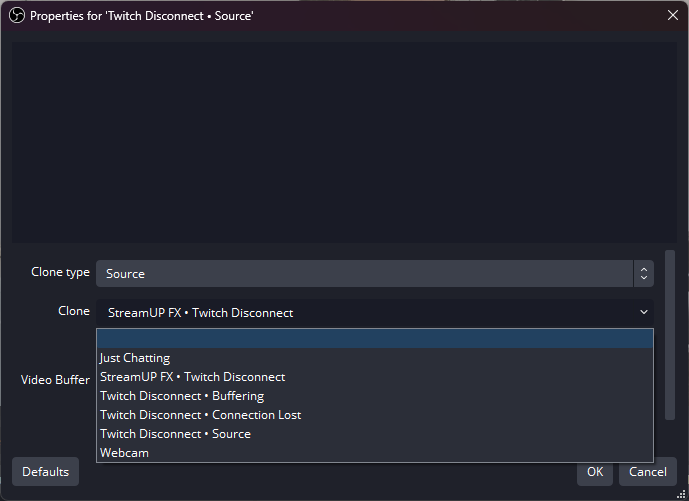 Properties for 'Twitch Disconnect • Source'
Clone type
Source
Clone
StreamUP FX • Twitch Disconnect
Just Chatting
StreamUP FX • Twitch Disconnect
Video Buffer
Twitch Disconnect • Buffering
Twitch Disconnect • Connection Lost
Twitch Disconnect • Source
Webcam
Defaults
OK
Cancel